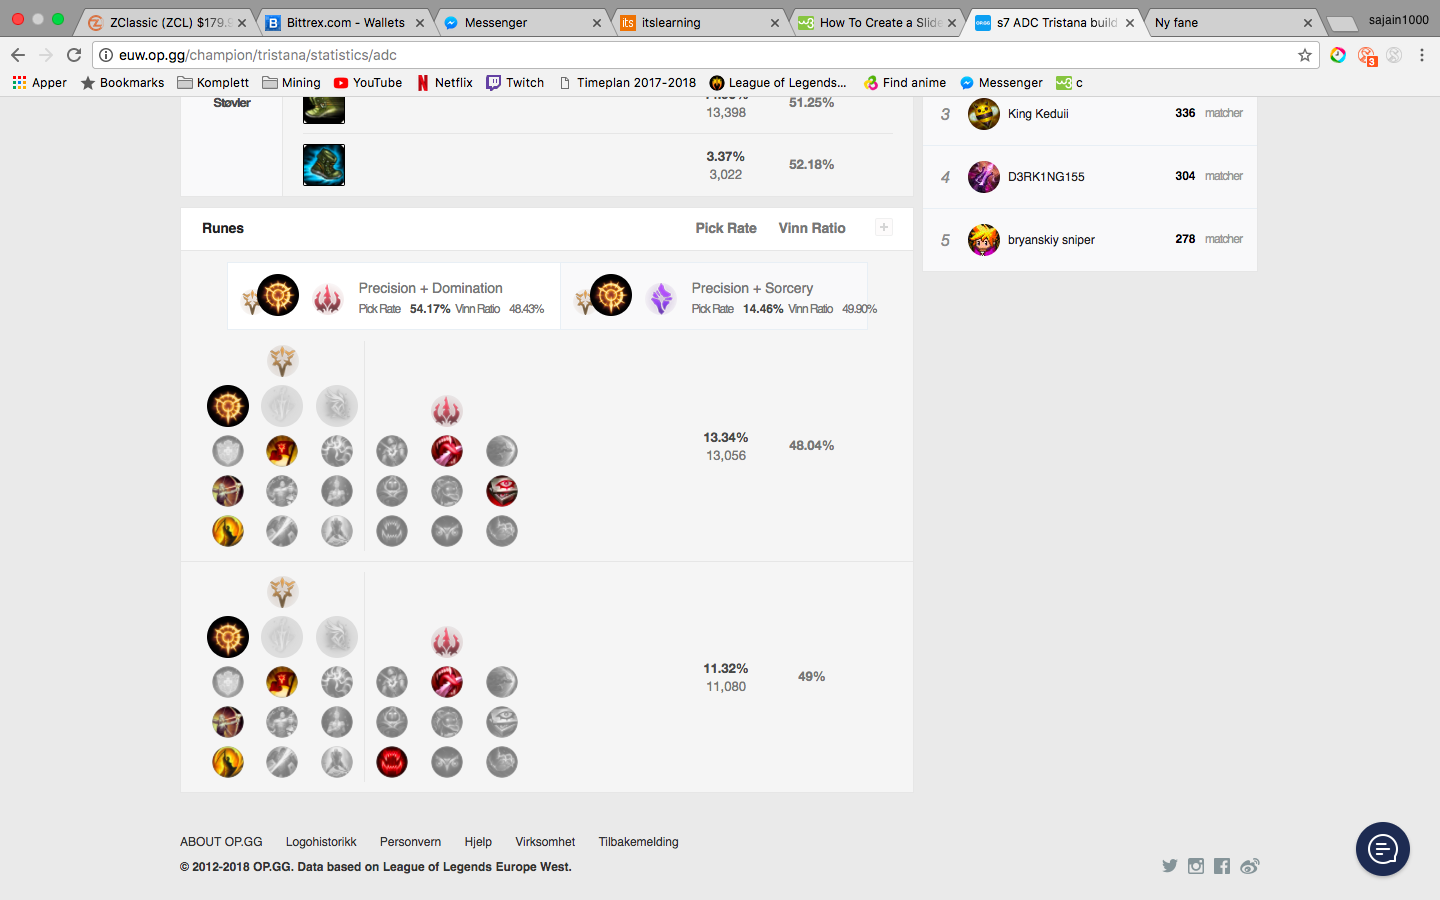 ZClassic (ZCL) $179.9
Bittrex.com - Wallets
Messenger
itslearning
How To Create a Slide
s7 ADC Tristana build
Ny fane
sajain1000
euw.op.gg/champion/tristana/statistics/adc
3
Apper
Bookmarks
Komplett
Mining
YouTube
Netflix
Twitch
Timeplan 2017-2018
League of Legends...
Find anime
Messenger
c
Støvler
13,398
51.25%
3.37%
3,022
52.18%
3 King Keduii 336 matcher
4 D3RK1NG155 304 matcher
5 bryanskiy sniper 278 matcher
Runes Pick Rate Vinn Ratio +
Precision + Domination
Pick Rate 54.17% Vinn Ratio 48.43%
Precision + Sorcery
Pick Rate 14.46% Vinn Ratio 49.90%
13.34%
13,056
48.04%
11.32%
11,080
49%
ABOUT OP.GG Logohistorikk Personvern Hjelp Virksomhet Tilbakemelding
© 2012-2018 OP.GG. Data based on League of Legends Europe West.